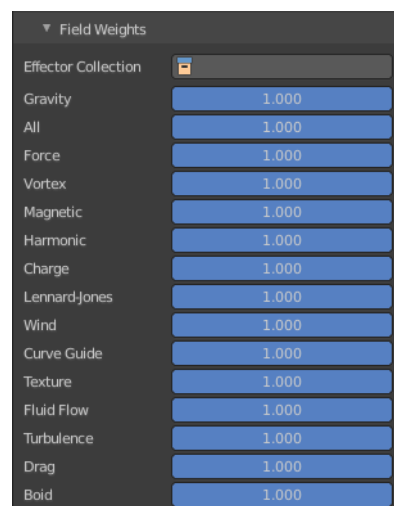 Field Weights
Effector Collection
Gravity 1.000
All 1.000
Force 1.000
Vortex 1.000
Magnetic 1.000
Harmonic 1.000
Charge 1.000
Lennard-Jones 1.000
Wind 1.000
Curve Guide 1.000
Texture 1.000
Fluid Flow 1.000
Turbulence 1.000
Drag 1.000
Boid 1.000